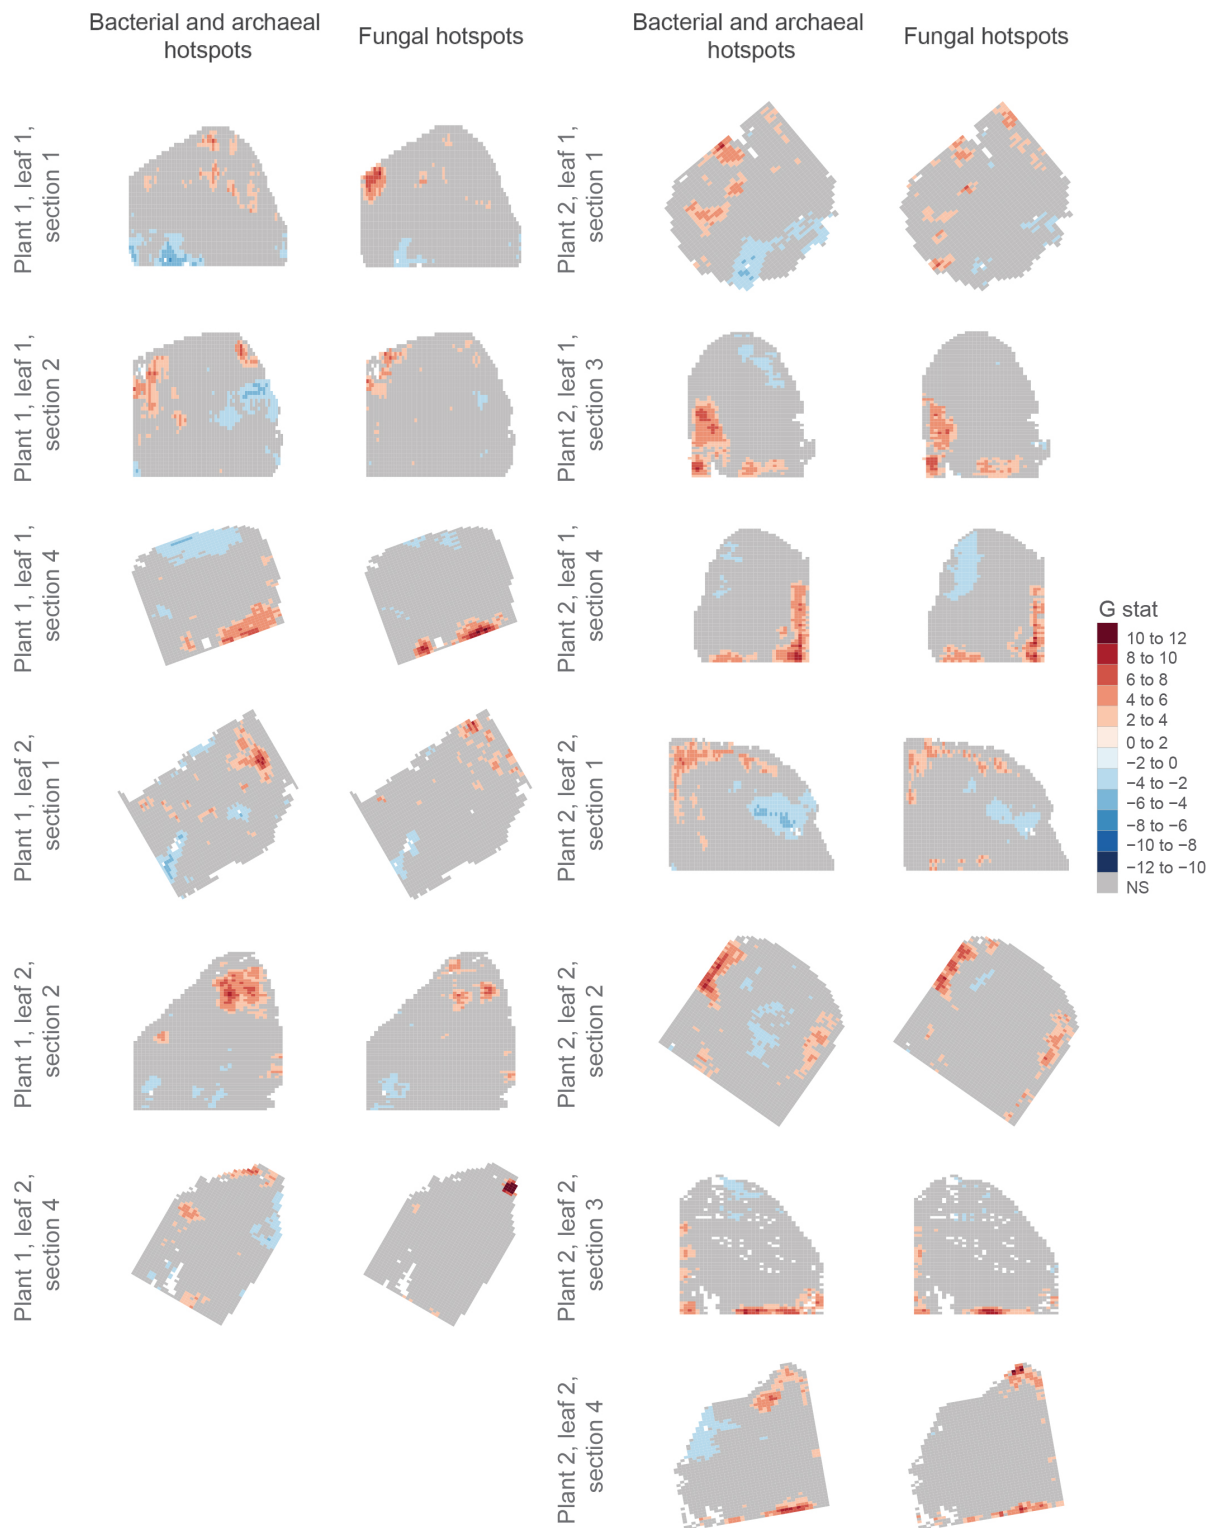 Bacterial and archaeal
hotspots
Fungal hotspots
Bacterial and archaeal
hotspots
Fungal hotspots
Plant 1, leaf 1,
section 1
Plant 2, leaf 1,
section 1
Plant 1, leaf 1,
section 2
Plant 2, leaf 1,
section 3
Plant 1, leaf 1,
section 4
Plant 2, leaf 1,
section 4
Plant 1, leaf 2,
section 1
Plant 2, leaf 2,
section 1
Plant 1, leaf 2,
section 2
Plant 2, leaf 2,
section 2
Plant 1, leaf 2,
section 4
Plant 2, leaf 2,
section 3
Plant 2, leaf 2,
section 4
G stat
10 to 12
8 to 10
6 to 8
4 to 6
2 to 4
0 to 2
−2 to 0
−4 to −2
−6 to −4
−8 to −6
−10 to −8
−12 to −10
NS